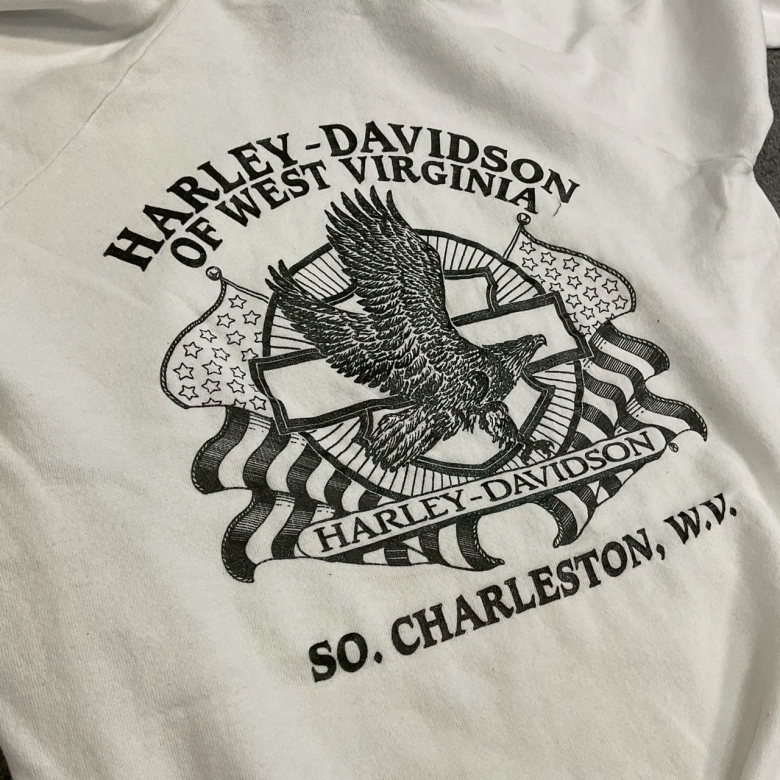 HARLEY-DAVIDSON
OF WEST VIRGINIA
HARLEY-DAVIDSON ®
SO. CHARLESTON, W.V.